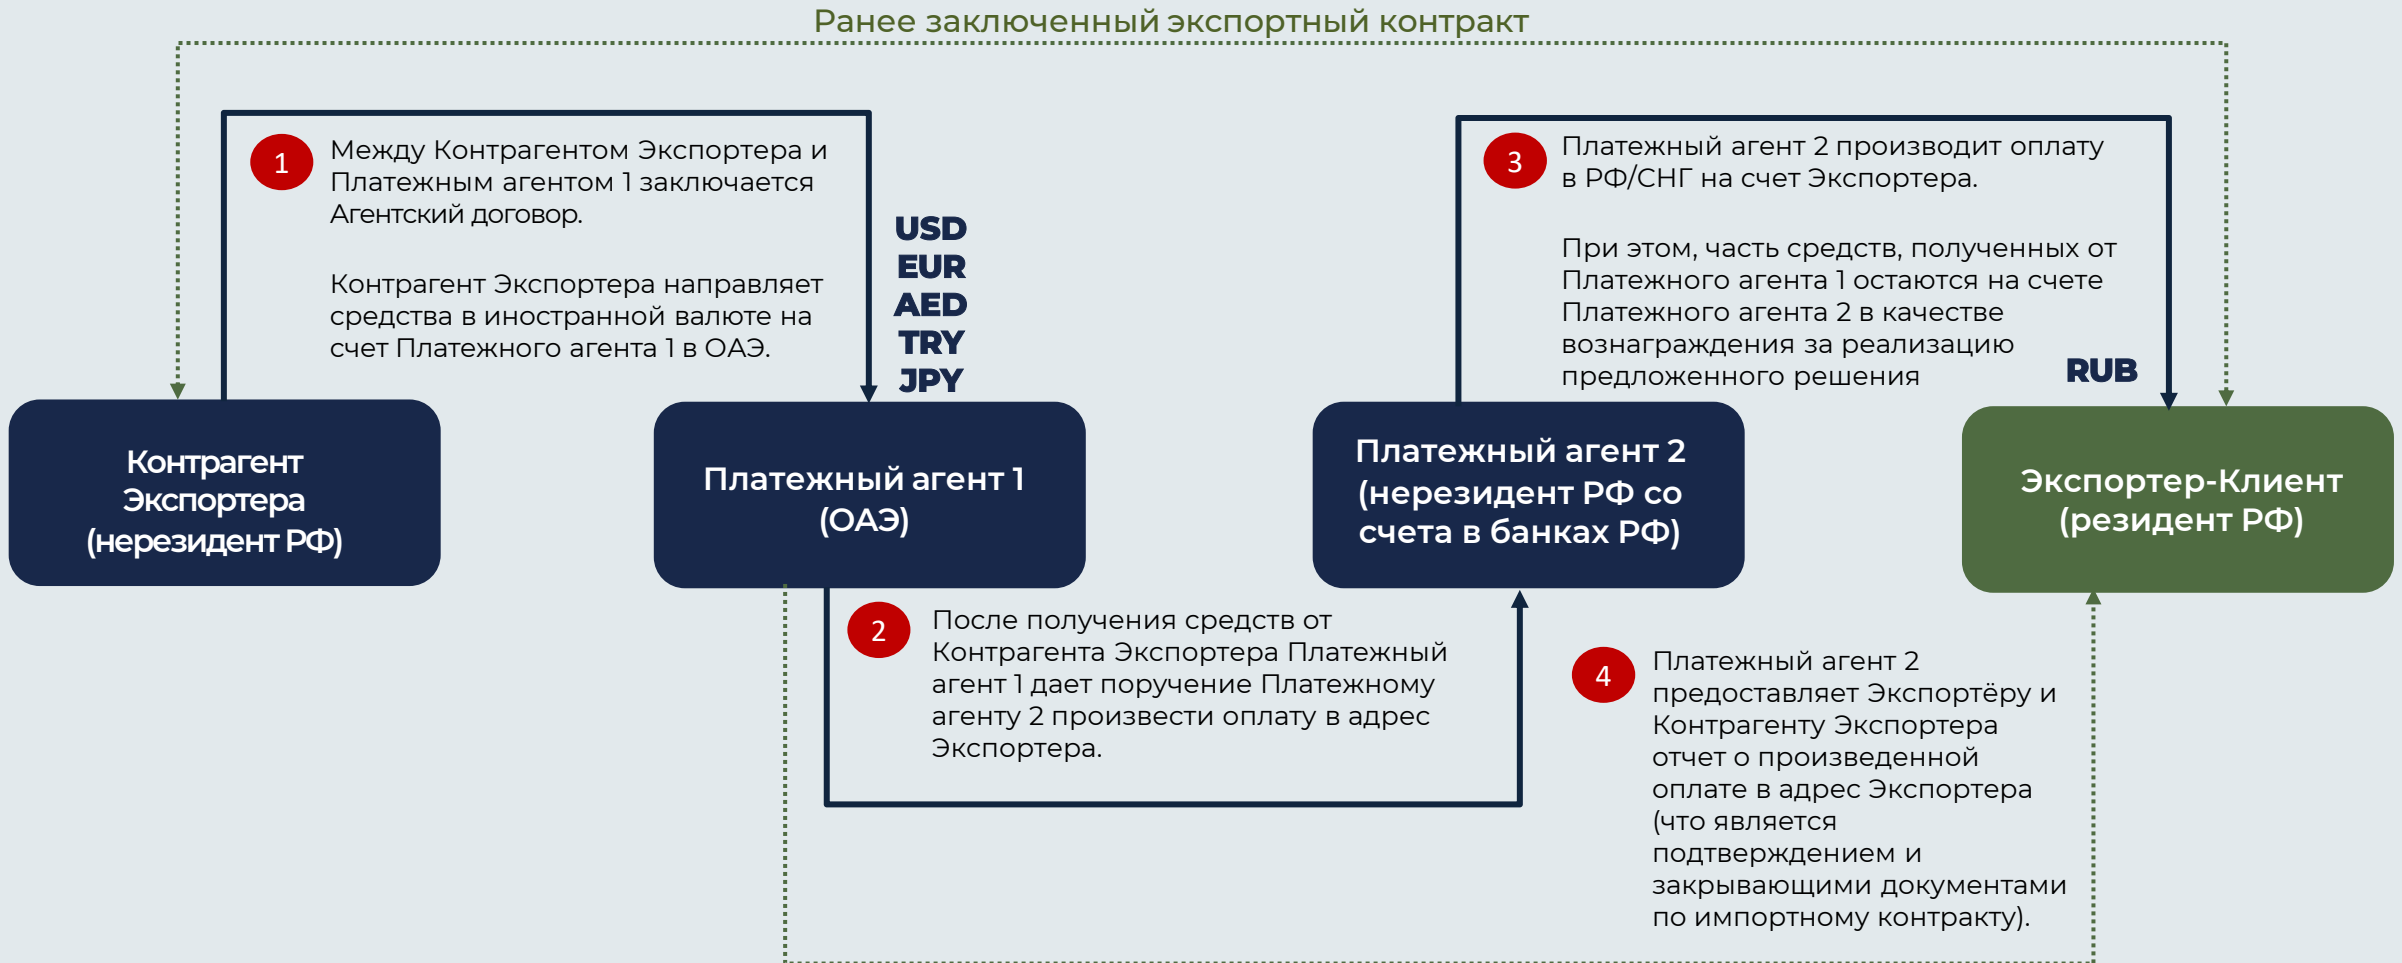 Ранее заключенный экспортный контракт
1
Между Контрагентом Экспортера и
Платежным агентом 1 заключается
Агентский договор.
Контрагент Экспортера направляет
средства в иностранной валюте на
счет Платежного агента 1 в ОАЭ.
USD
EUR
AED
TRY
JPY
3
Платежный агент 2 производит оплату
в РФ/СНГ на счет Экспортера.
При этом, часть средств, полученных от
Платежного агента 1 остаются на счете
Платежного агента 2 в качестве
вознаграждения за реализацию
предложенного решения
RUB
Контрагент
Экспортера
(нерезидент РФ)
Платежный агент 1
(ОАЭ)
Платежный агент 2
(нерезидент РФ со
счета в банках РФ)
Экспортер-Клиент
(резидент РФ)
2
После получения средств от
Контрагента Экспортера Платежный
агент 1 дает поручение Платежному
агенту 2 произвести оплату в адрес
Экспортера.
4
Платежный агент 2
предоставляет Экспортёру и
Контрагенту Экспортера
отчет о произведенной
оплате в адрес Экспортера
(что является
подтверждением и
закрывающими документами
по импортному контракту).